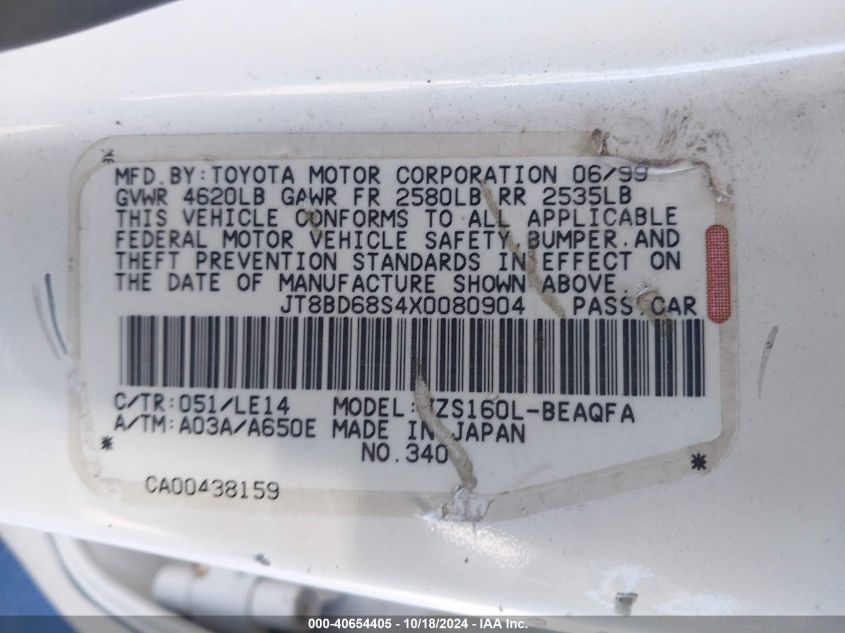 MFD.BY:TOYOTA MOTOR CORPORATION 06/99
GVWR 4620LB GAWR FR 2580LB RR 2535LB
THIS VEHICLE CONFORMS TO ALL APPLICABLE
FEDERAL MOTOR VEHICLE SAFETY,BUMPER,AND
THEFT PREVENTION STANDARDS IN EFFECT ON
THE DATE OF MANUFACTURE SHOWN ABOVE.
JT8BD68S4X0080904 PASS.CAR
C/TR:051/LE14 MODEL:JZS160L-BEAQFA
A/TM:A03A/A650E MADE IN JAPAN
NO.340
CA00438159
000-40654405 - 10/18/2024 - IAA Inc.